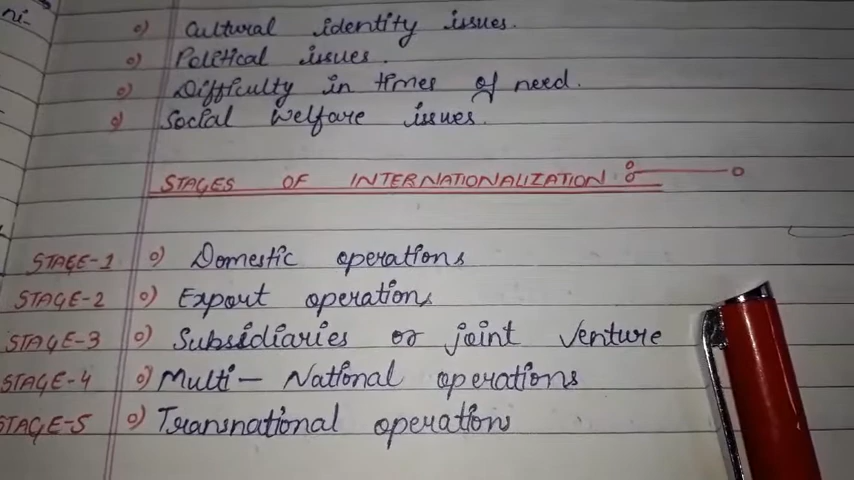 o) Cultural identity issues.
o) Political issues.
o) Difficulty in times of need.
o) Social Welfare issues.
STAGES OF INTERNATIONALIZATION:
STAGE-1 o) Domestic operations
STAGE-2 o) Export operations
STAGE-3 o) Subsidiaries or joint venture
STAGE-4 o) Multi-National operations
STAGE-5 o) Transnational operations